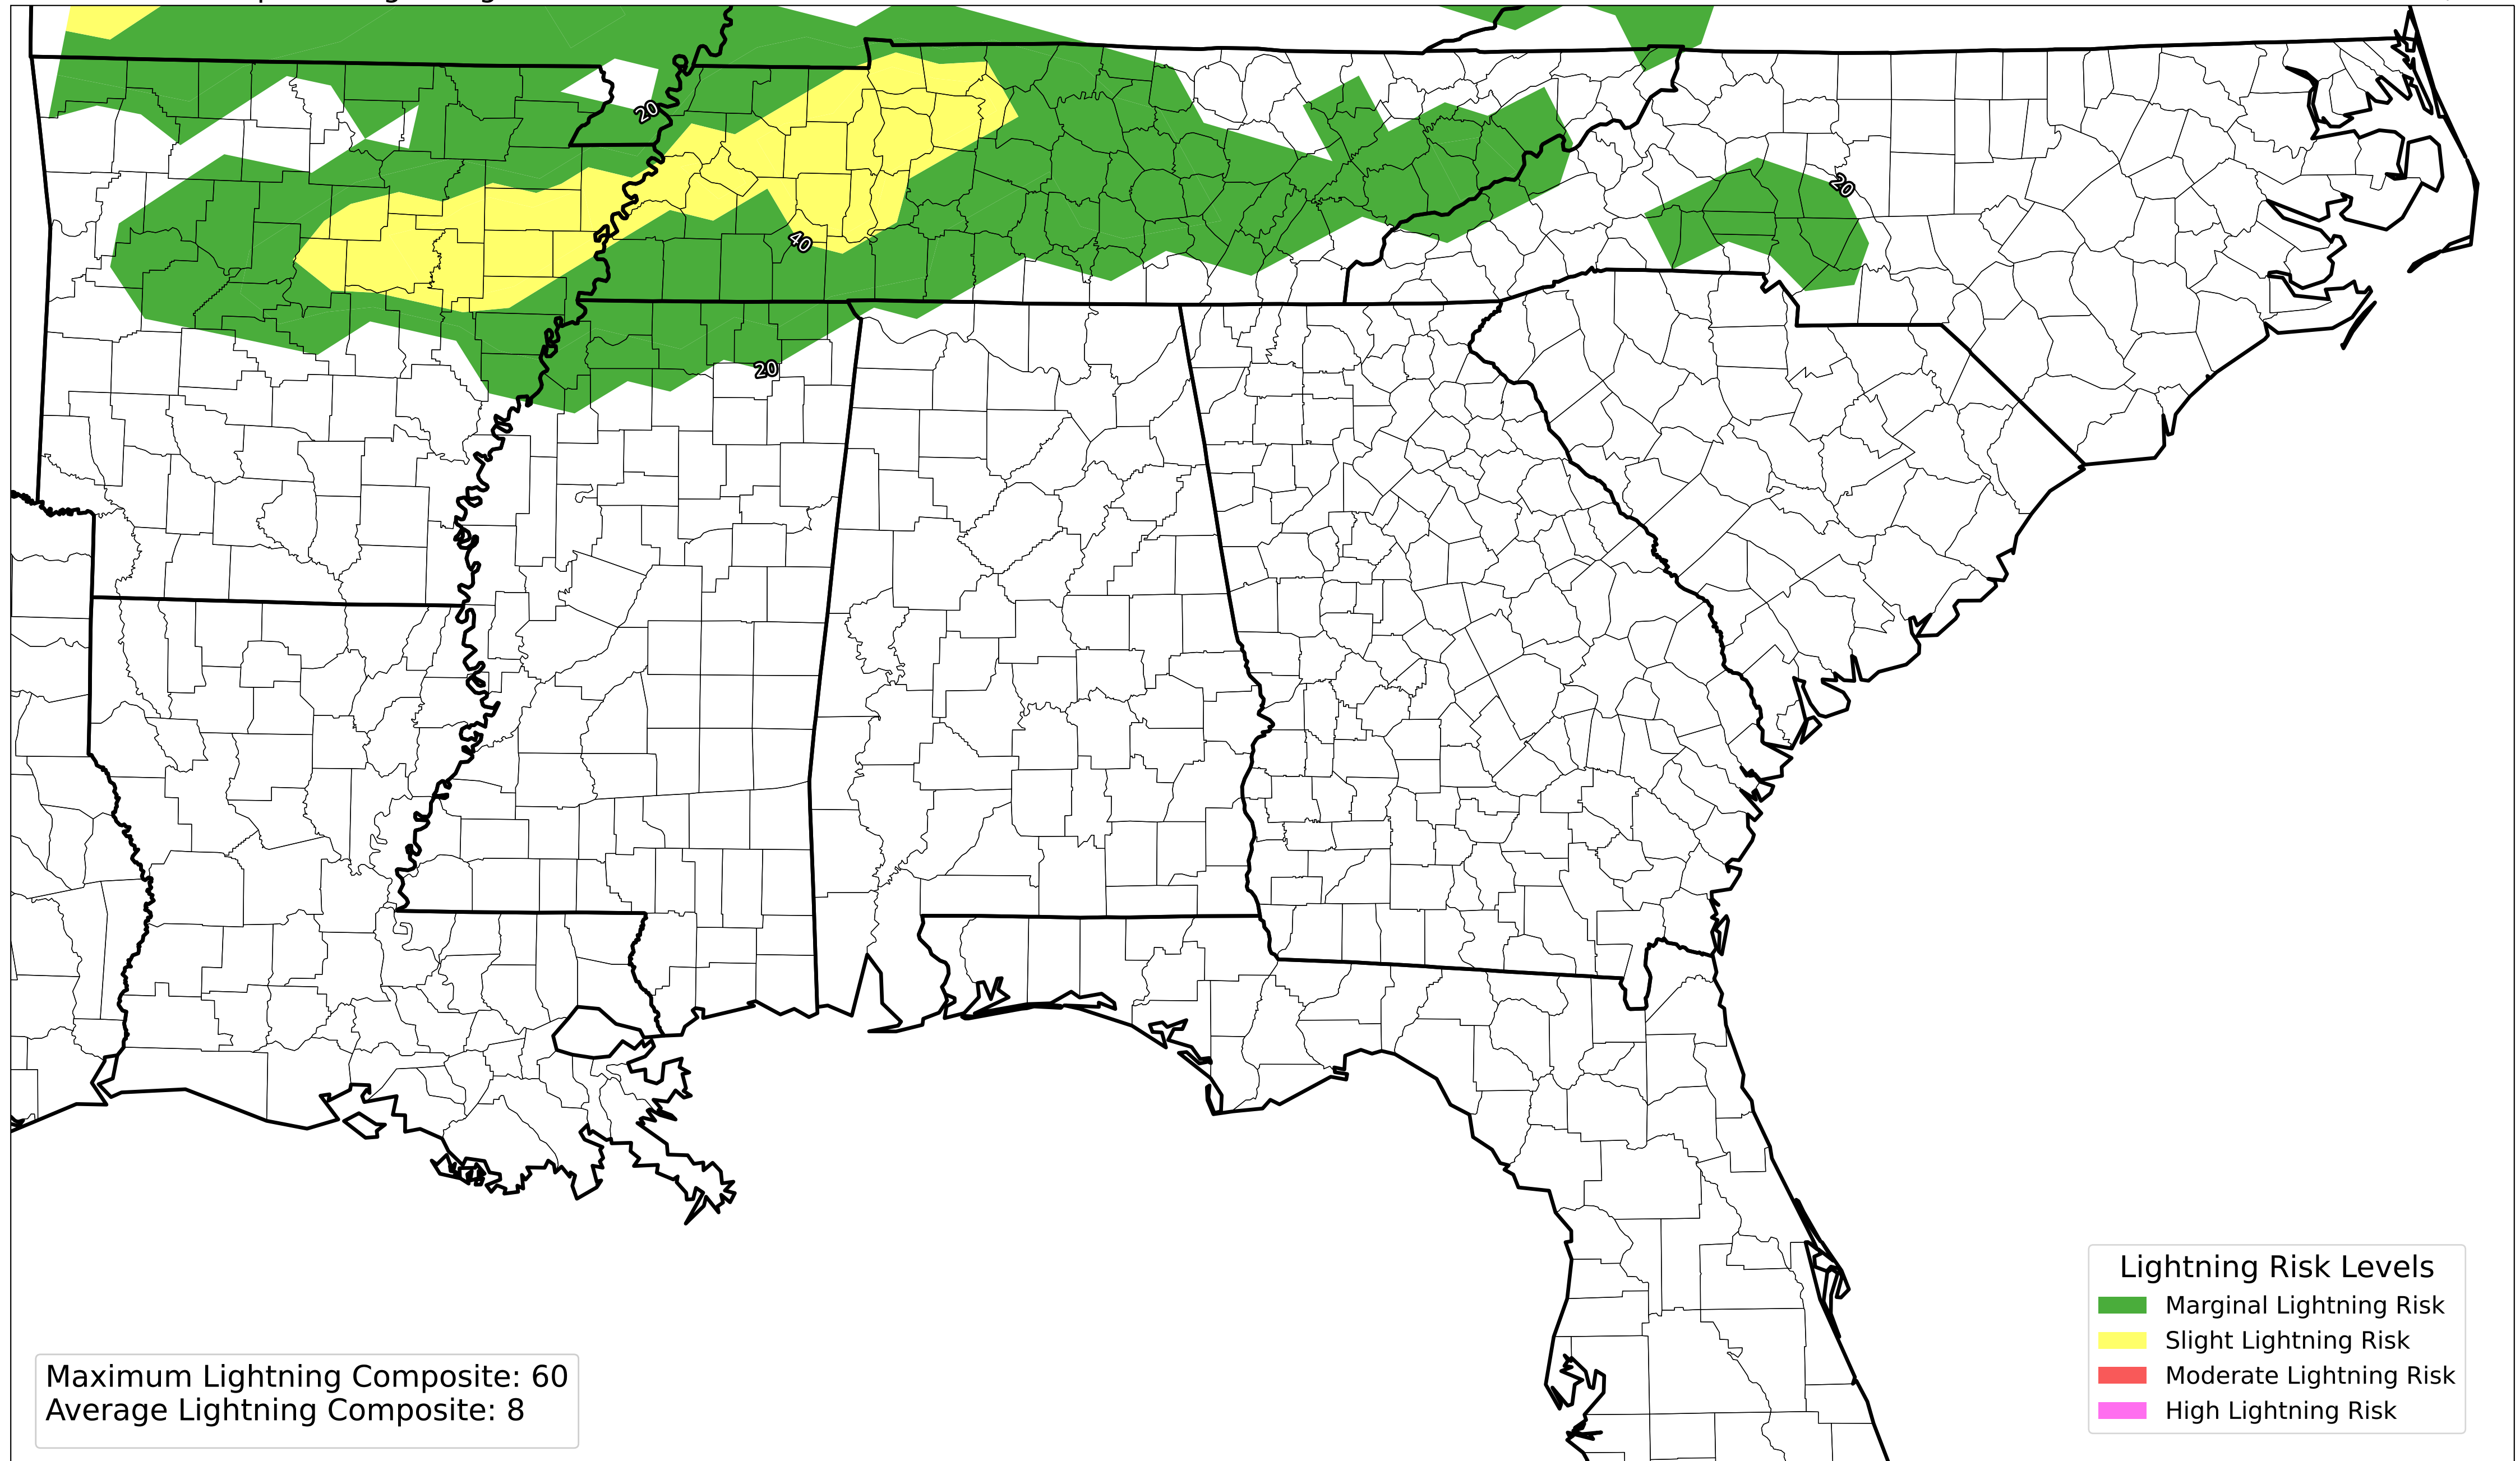 20
20
40
20
Lightning Risk Levels
Marginal Lightning Risk
Slight Lightning Risk
Moderate Lightning Risk
High Lightning Risk
Maximum Lightning Composite: 60
Average Lightning Composite: 8